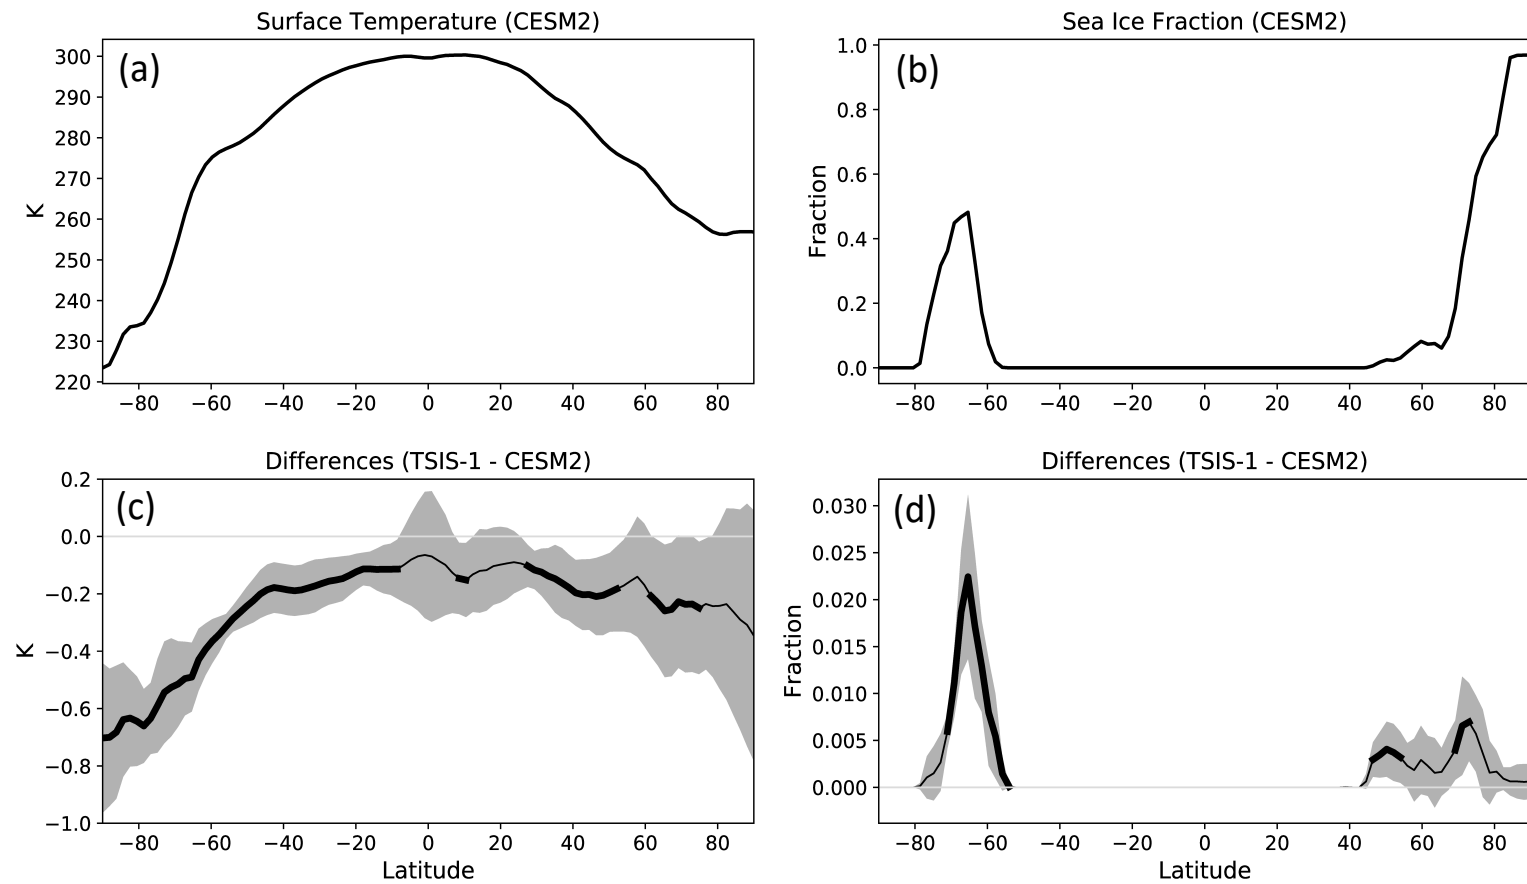 Surface Temperature (CESM2)
(a)
K
300
290
280
270
260
250
240
230
220
−80 −60 −40 −20 0 20 40 60 80
Sea Ice Fraction (CESM2)
(b)
Fraction
1.0
0.8
0.6
0.4
0.2
0.0
−80 −60 −40 −20 0 20 40 60 80
Differences (TSIS-1 - CESM2)
(c)
K
0.2
0.0
−0.2
−0.4
−0.6
−0.8
−1.0
−80 −60 −40 −20 0 20 40 60 80
Latitude
Differences (TSIS-1 - CESM2)
(d)
Fraction
0.030
0.025
0.020
0.015
0.010
0.005
0.000
−80 −60 −40 −20 0 20 40 60 80
Latitude